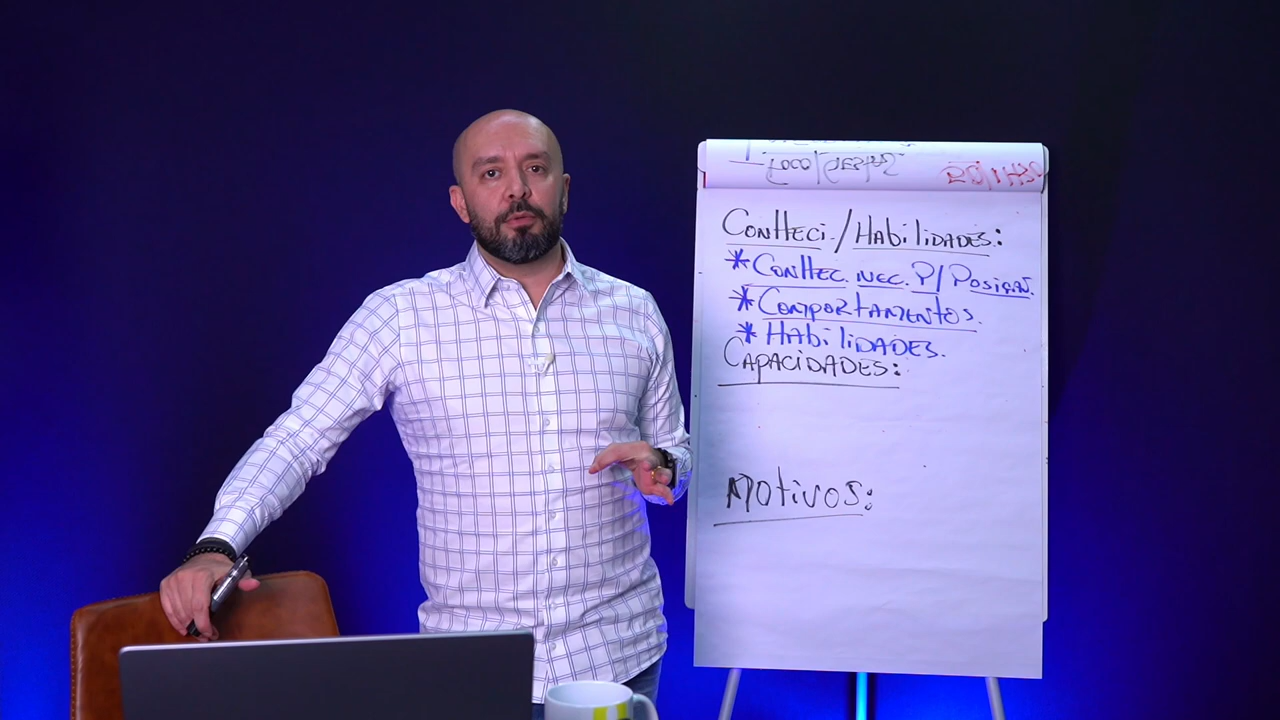 Conheci./Habilidades:
*Conhec. nec. p/ Posição.
*Comportamentos.
*Habilidades.
Capacidades:
Motivos: